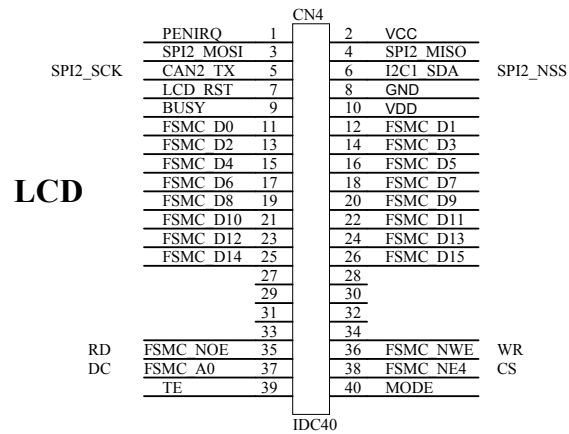 CN4
PENIRQ 1 2 VCC
SPI2_MOSI 3 4 SPI2_MISO
SPI2_SCK CAN2_TX 5 6 I2C1_SDA SPI2_NSS
LCD_RST 7 8 GND
BUSY 9 10 VDD
FSMC_D0 11 12 FSMC_D1
FSMC_D2 13 14 FSMC_D3
FSMC_D4 15 16 FSMC_D5
FSMC_D6 17 18 FSMC_D7
LCD
FSMC_D8 19 20 FSMC_D9
FSMC_D10 21 22 FSMC_D11
FSMC_D12 23 24 FSMC_D13
FSMC_D14 25 26 FSMC_D15
27 28
29 30
31 32
33 34
RD FSMC_NOE 35 36 FSMC_NWE WR
DC FSMC_A0 37 38 FSMC_NE4 CS
TE 39 40 MODE
IDC40